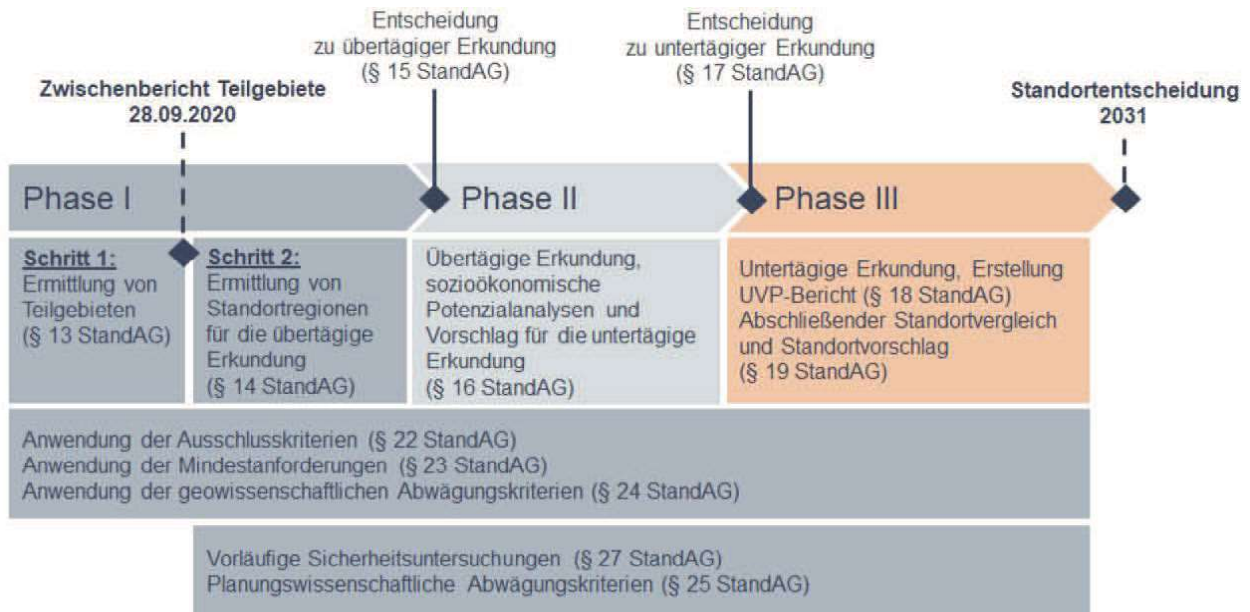 Entscheidung
zu übertägiger Erkundung
(§ 15 StandAG)
Entscheidung
zu untertägiger Erkundung
(§ 17 StandAG)
Zwischenbericht Teilgebiete
28.09.2020
Standortentscheidung
2031
Phase I
Phase II
Phase III
Schritt 1:
Ermittlung von
Teilgebieten
(§ 13 StandAG)
Schritt 2:
Ermittlung von
Standortregionen
für die übertägige
Erkundung
(§ 14 StandAG)
Übertägige Erkundung,
sozioökonomische
Potenzialanalysen und
Vorschlag für die untertägige
Erkundung
(§ 16 StandAG)
Untertägige Erkundung, Erstellung
UVP-Bericht (§ 18 StandAG)
Abschließender Standortvergleich
und Standortvorschlag
(§ 19 StandAG)
Anwendung der Ausschlusskriterien (§ 22 StandAG)
Anwendung der Mindestanforderungen (§ 23 StandAG)
Anwendung der geowissenschaftlichen Abwägungskriterien (§ 24 StandAG)
Vorläufige Sicherheitsuntersuchungen (§ 27 StandAG)
Planungswissenschaftliche Abwägungskriterien (§ 25 StandAG)